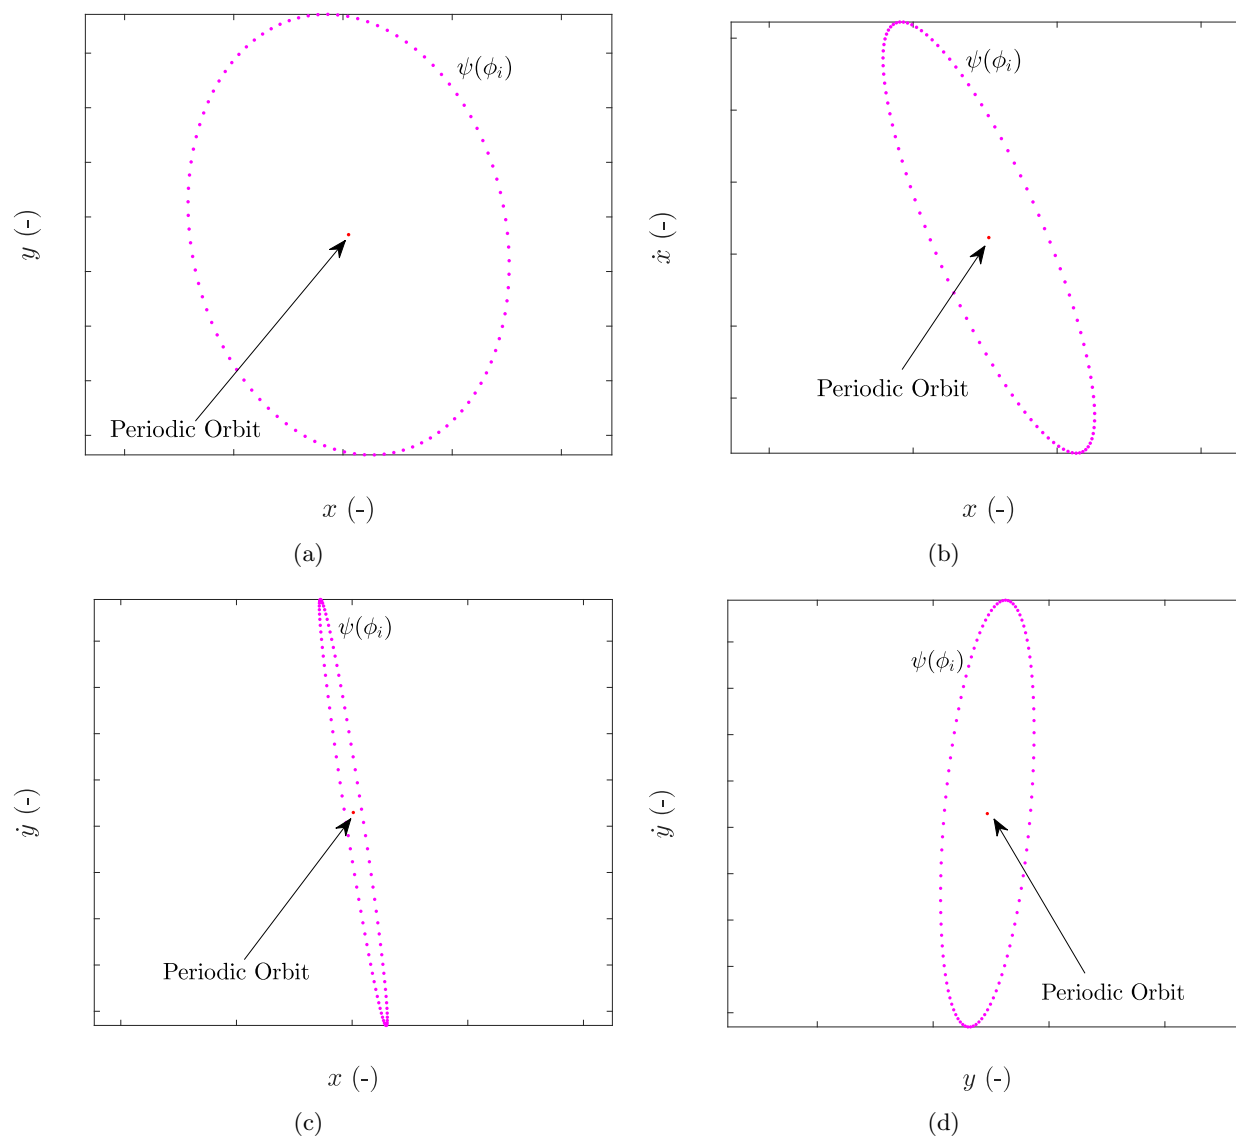 ψ(φᵢ)
y (-)
Periodic Orbit
x (-)
(a)
ψ(φᵢ)
ẋ (-)
Periodic Orbit
x (-)
(b)
ψ(φᵢ)
ẏ (-)
Periodic Orbit
x (-)
(c)
ψ(φᵢ)
ẏ (-)
Periodic Orbit
y (-)
(d)